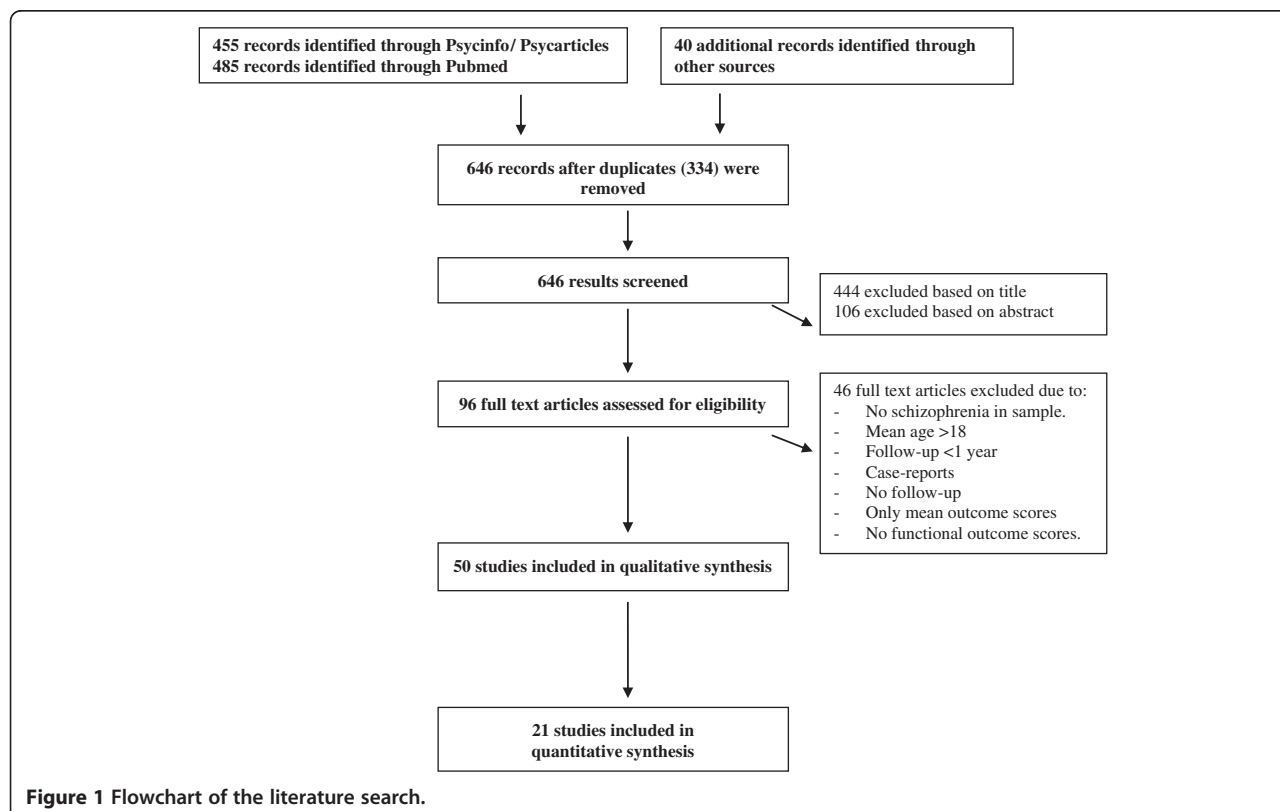 455 records identified through Psycinfo/ Psycarticles
485 records identified through Pubmed
40 additional records identified through
other sources
646 records after duplicates (334) were
removed
646 results screened
444 excluded based on title
106 excluded based on abstract
96 full text articles assessed for eligibility
46 full text articles excluded due to:
- No schizophrenia in sample.
- Mean age >18
- Follow-up <1 year
- Case-reports
- No follow-up
- Only mean outcome scores
- No functional outcome scores.
50 studies included in qualitative synthesis
21 studies included in
quantitative synthesis
Figure 1 Flowchart of the literature search.